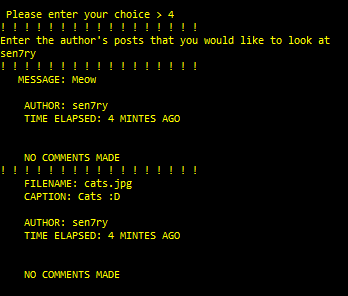 Please enter your choice > 4
! ! ! ! ! ! ! ! ! ! ! ! ! ! ! ! !
Enter the author's posts that you would like to look at
sen7ry
! ! ! ! ! ! ! ! ! ! ! ! ! ! ! ! !
MESSAGE: Meow
AUTHOR: sen7ry
TIME ELAPSED: 4 MINTES AGO
NO COMMENTS MADE
! ! ! ! ! ! ! ! ! ! ! ! ! ! ! ! !
FILENAME: cats.jpg
CAPTION: Cats :D
AUTHOR: sen7ry
TIME ELAPSED: 4 MINTES AGO
NO COMMENTS MADE